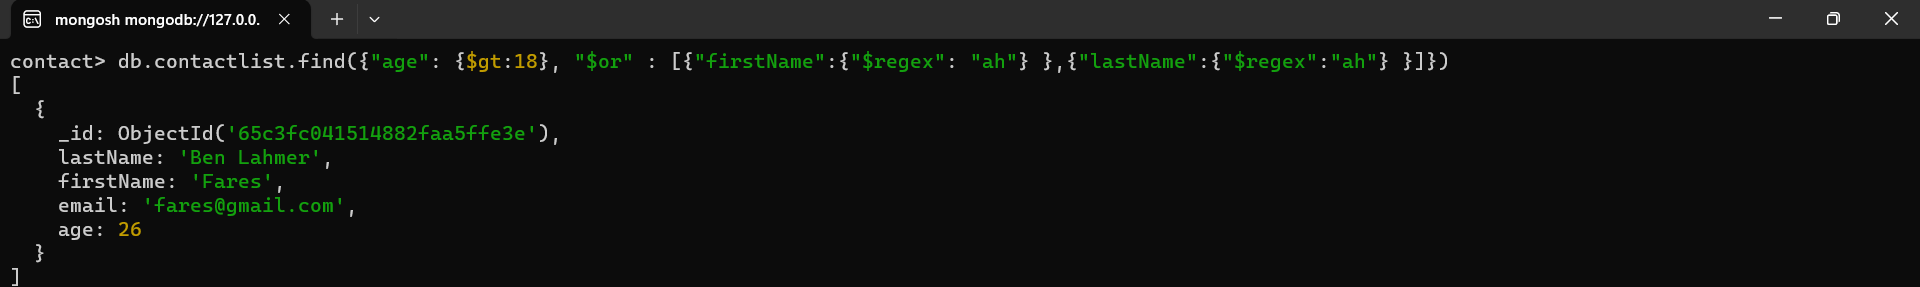 mongosh mongodb://127.0.0.
contact> db.contactlist.find({"age": {$gt:18}, "$or" : [{"firstName":{"$regex": "ah"} },{"lastName":{"$regex":"ah"} }]})
[
  {
    _id: ObjectId('65c3fc041514882faa5ffe3e'),
    lastName: 'Ben Lahmer',
    firstName: 'Fares',
    email: 'fares@gmail.com',
    age: 26
  }
]